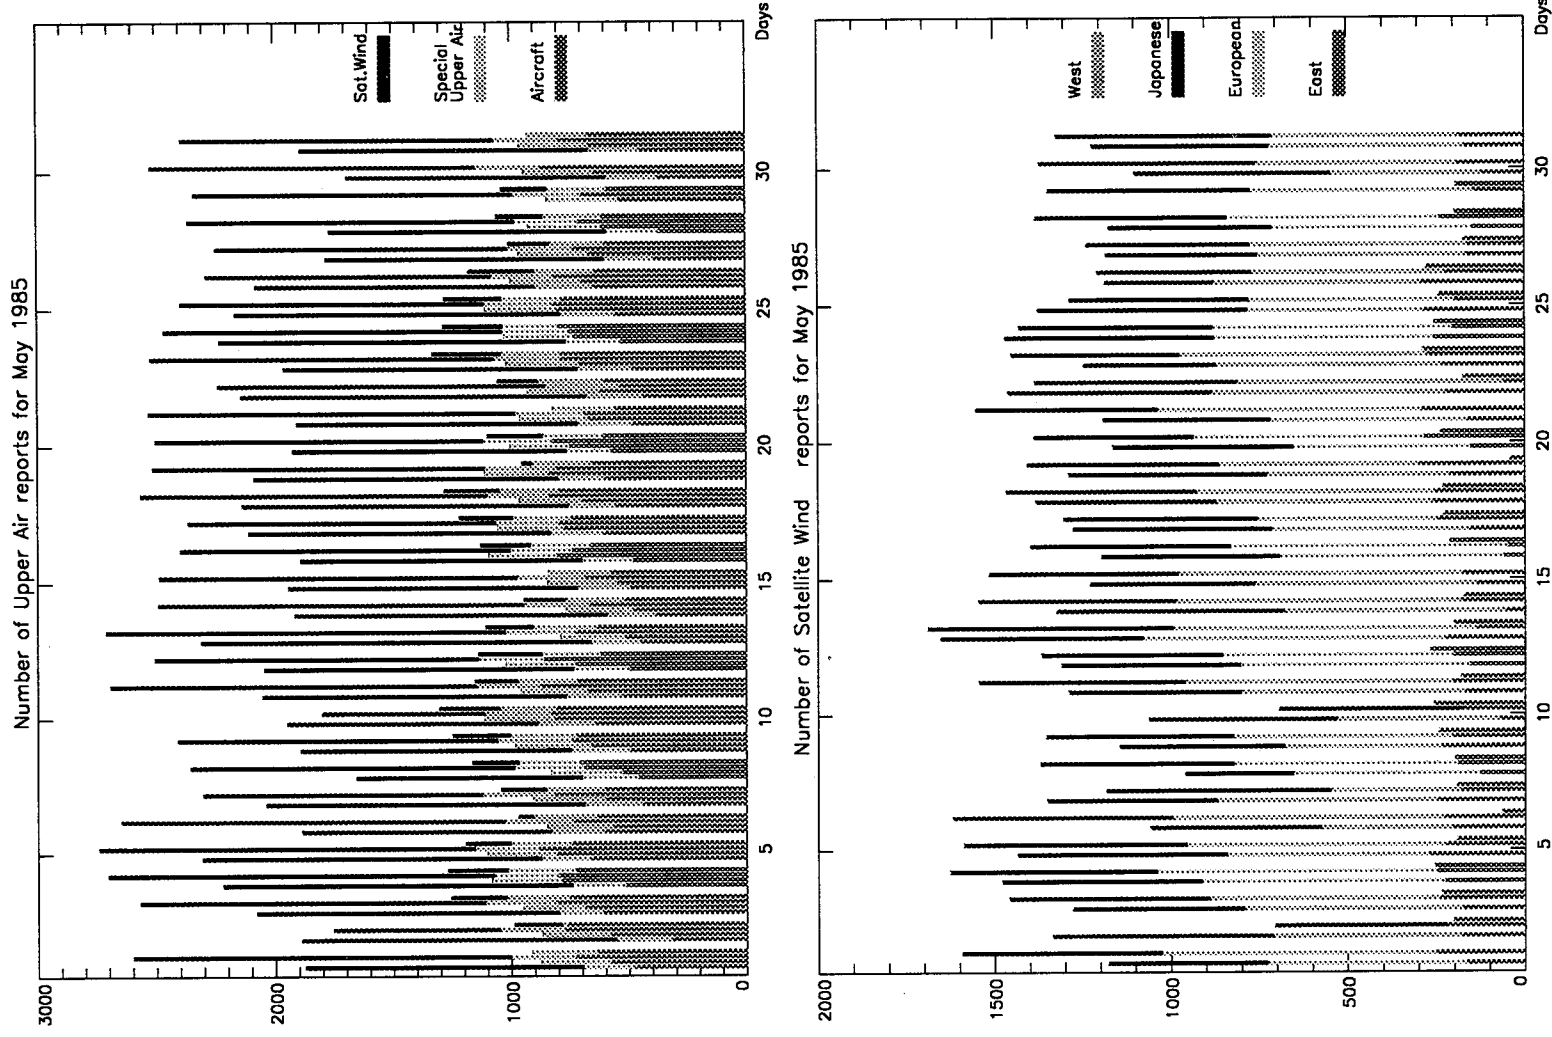 Number of Upper Air reports for May 1985
3000
2000
1000
0
5
10
15
20
25
30
Days
Sat.Wind
Special
Upper Air
Aircraft
Number of Satellite Wind reports for May 1985
2000
1500
1000
500
0
5
10
15
20
25
30
Days
West
Japanese
European
East